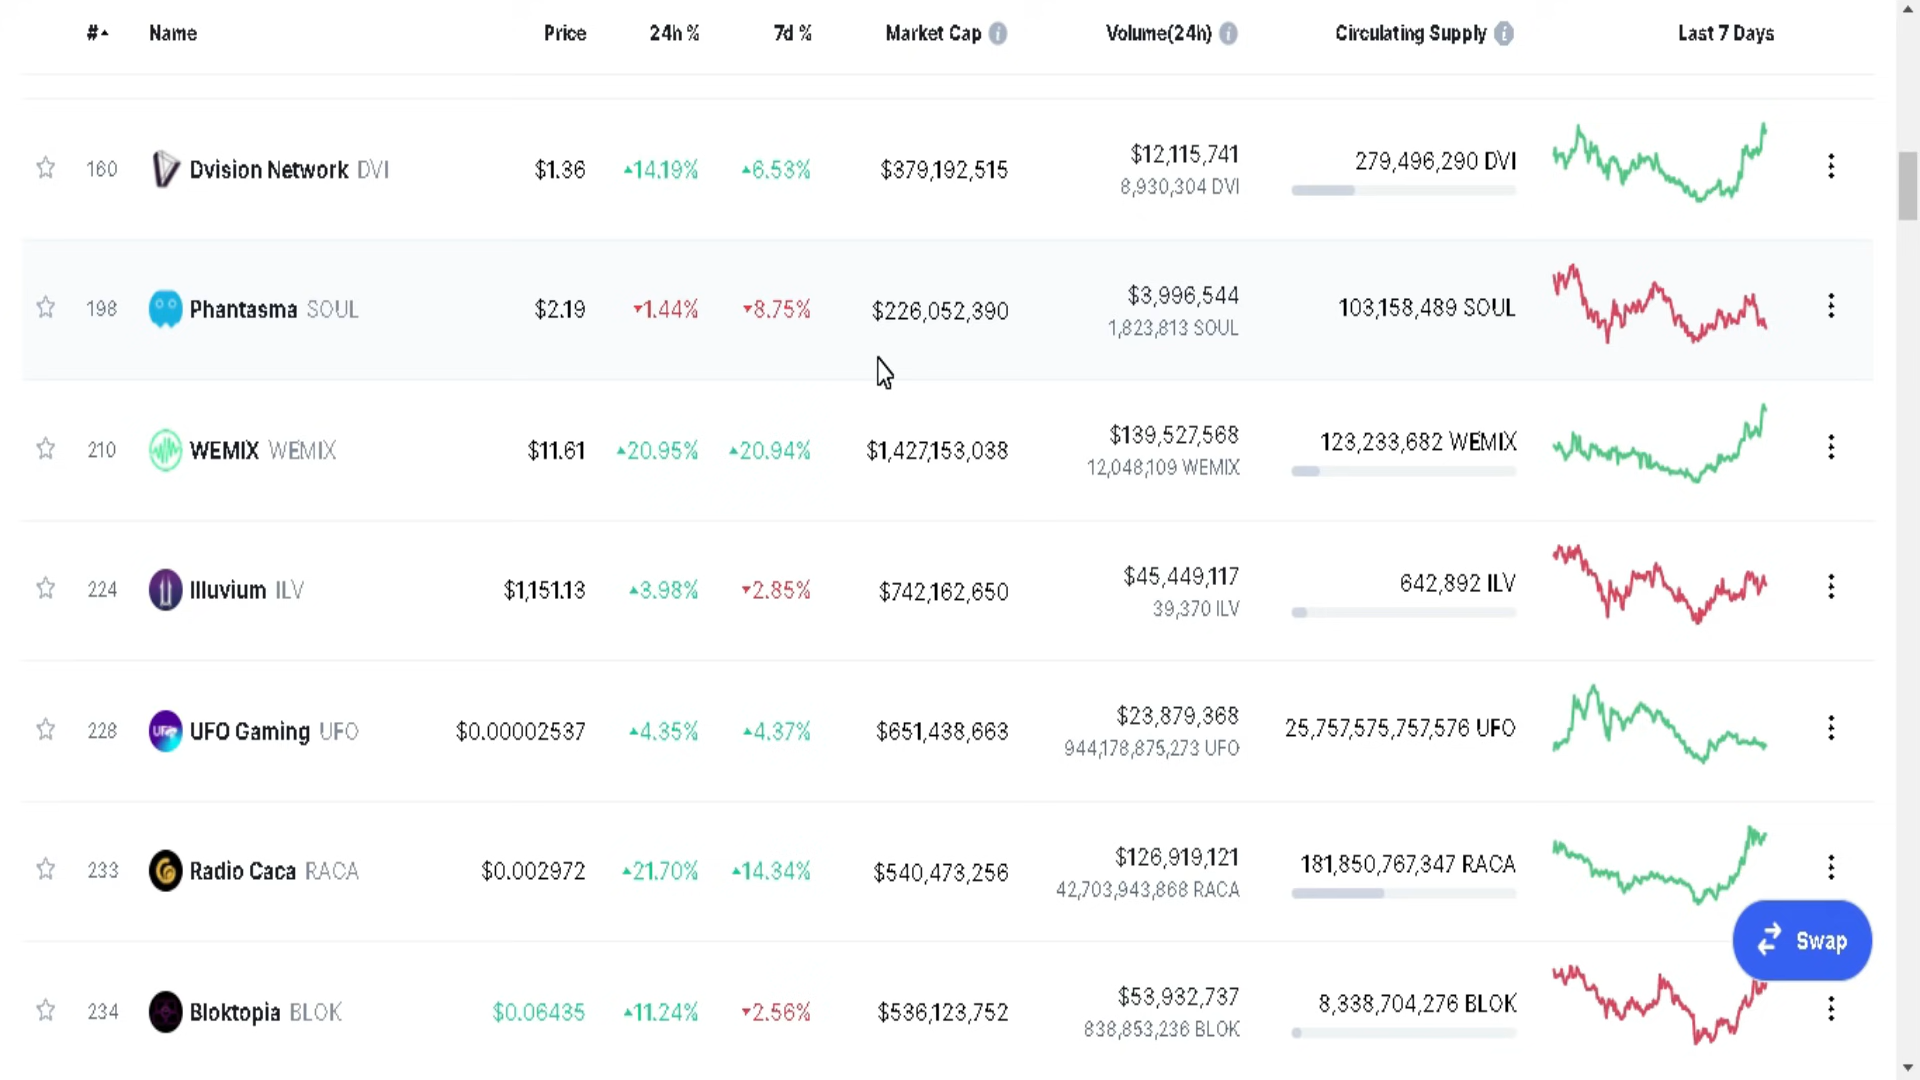 # Name Price 24h % 7d % Market Cap Volume(24h) Circulating Supply Last 7 Days
160 Dvision Network DVI $1.36 14.19% 6.53% $379,192,515 $12,115,741 279,496,290 DVI
8,930,304 DVI
198 Phantasma SOUL $2.19 1.44% 8.75% $226,052,390 $3,996,544 103,158,489 SOUL
1,823,813 SOUL
210 WEMIX WEMIX $11.61 20.95% 20.94% $1,427,153,038 $139,527,568 123,233,682 WEMIX
12,048,109 WEMIX
224 Illuvium ILV $1,151.13 3.98% 2.85% $742,162,650 $45,449,117 642,892 ILV
39,370 ILV
228 UFO Gaming UFO $0.00002537 4.35% 4.37% $651,438,663 $23,879,368 25,757,575,757,576 UFO
944,178,875,273 UFO
233 Radio Caca RACA $0.002972 21.70% 14.34% $540,473,256 $126,919,121 181,850,767,347 RACA
42,703,943,868 RACA
Swap
234 Bloktopia BLOK $0.06435 11.24% 2.56% $536,123,752 $53,932,737 8,338,704,276 BLOK
838,853,236 BLOK